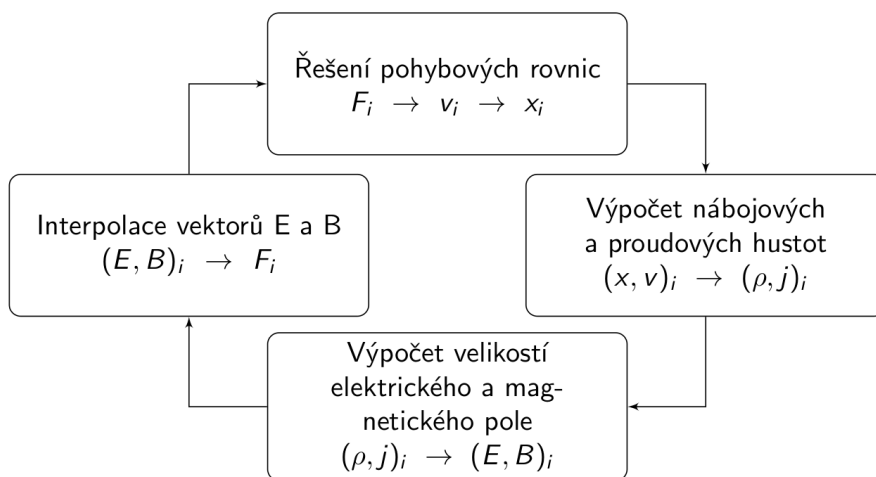 Řešení pohybových rovnic
F_i → v_i → x_i
Interpolace vektorů E a B
(E, B)_i → F_i
Výpočet nábojových
a proudových hustot
(x, v)_i → (ρ, j)_i
Výpočet velikostí
elektrického a mag-
netického pole
(ρ, j)_i → (E, B)_i